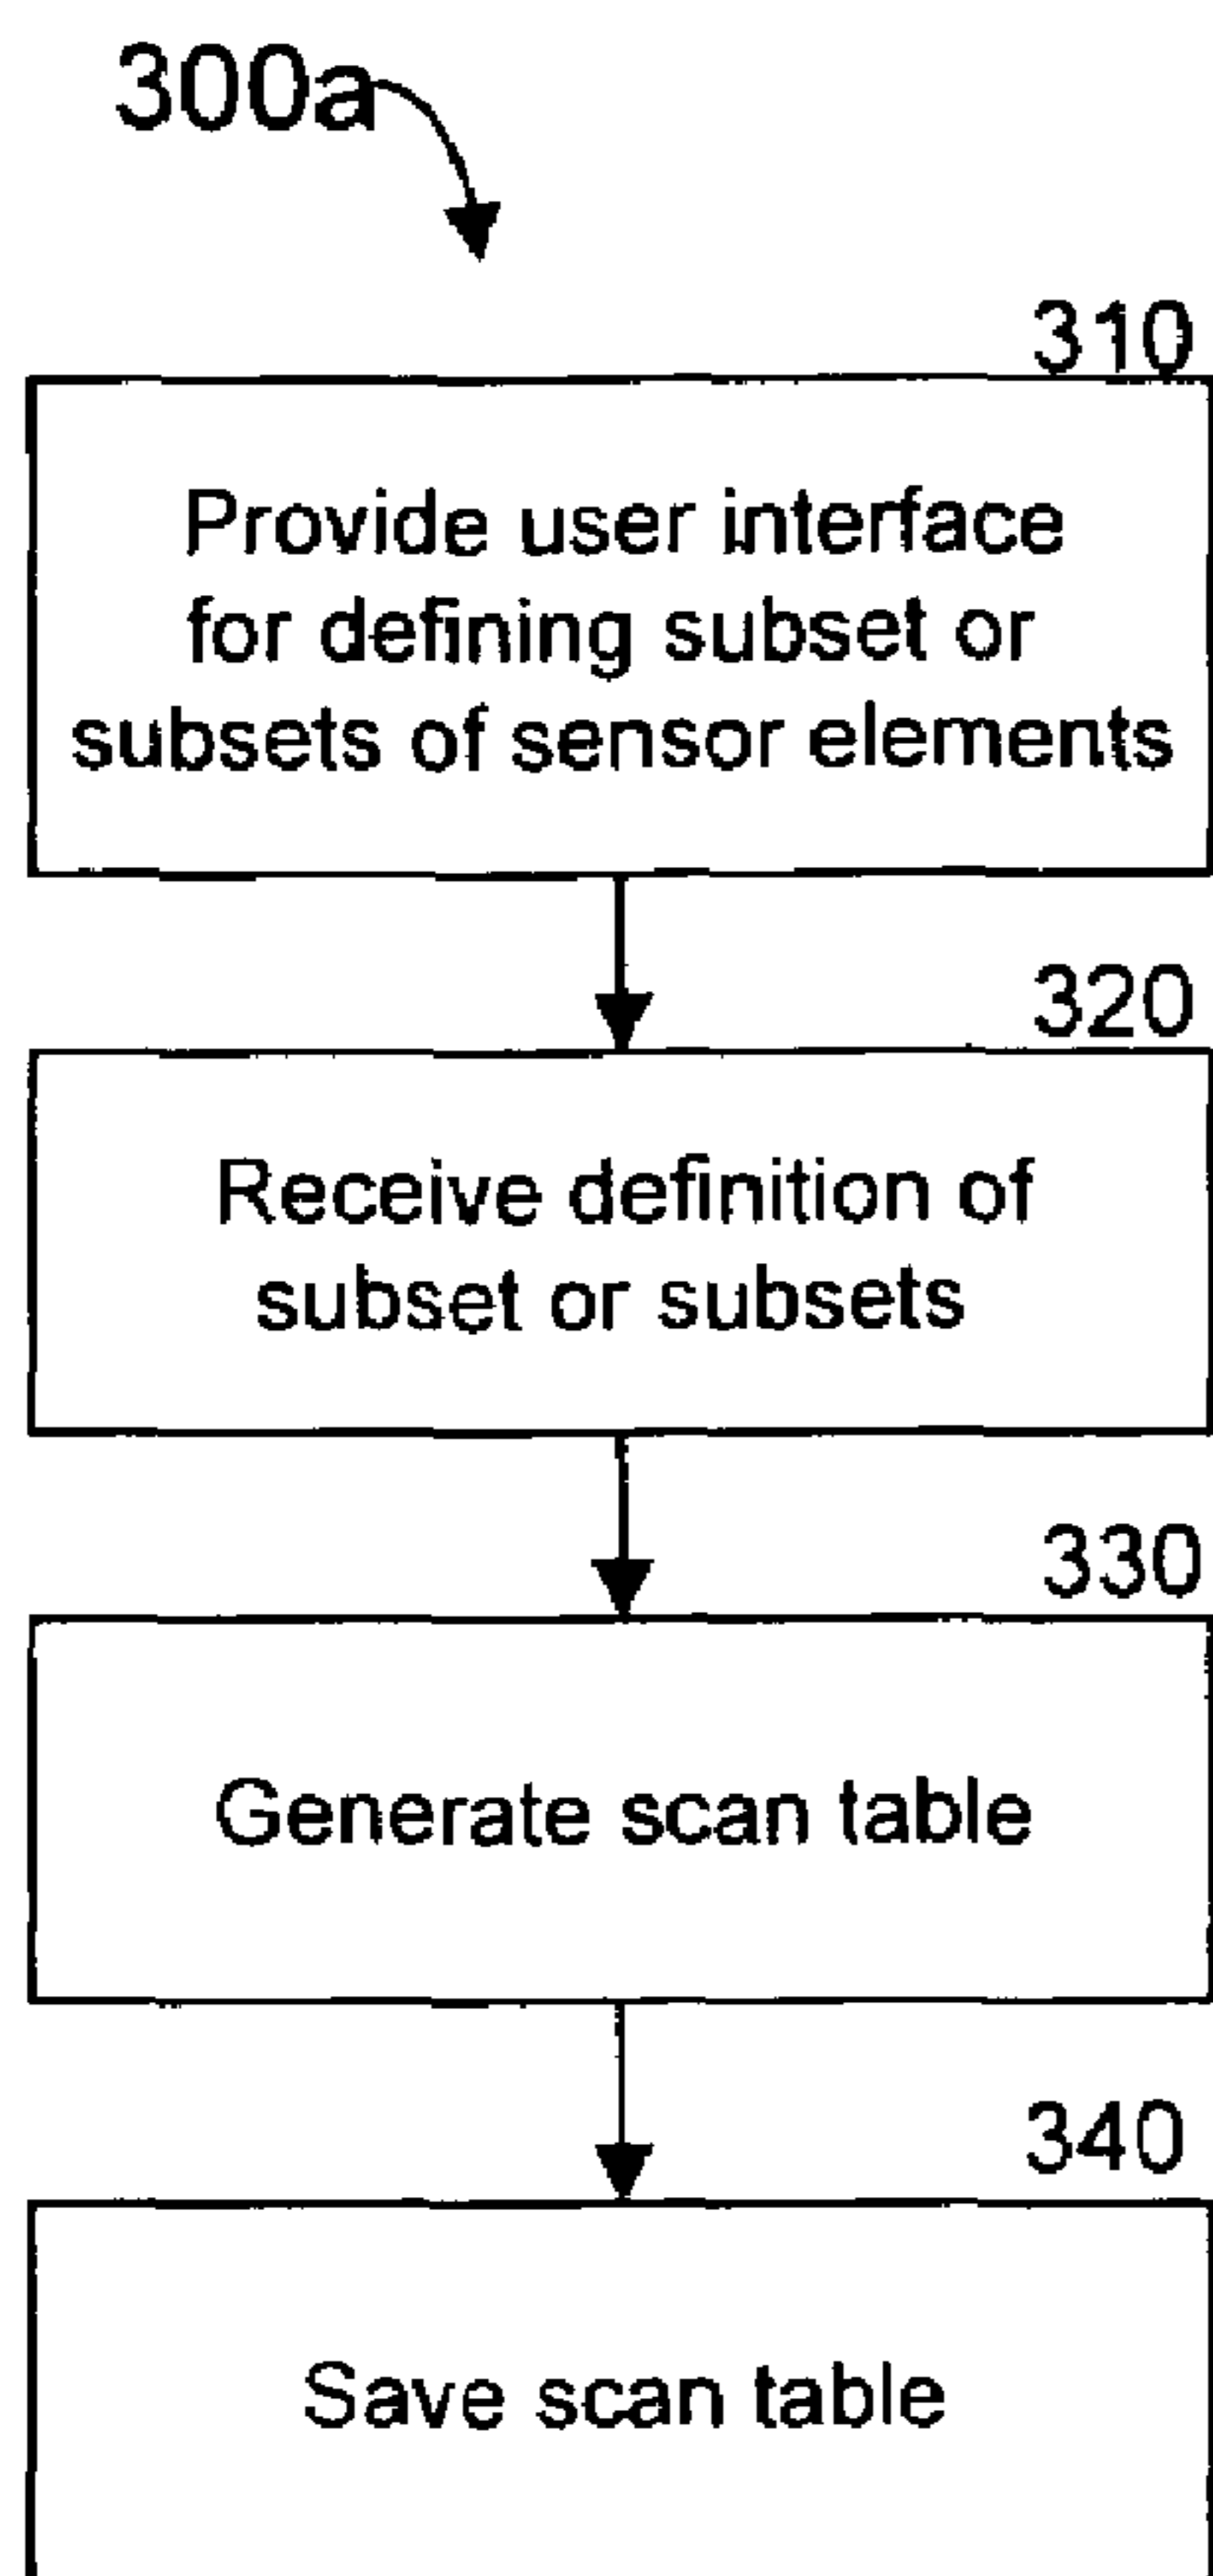 300a
310
Provide user interface
for defining subset or
subsets of sensor elements
320
Receive definition of
subset or subsets
330
Generate scan table
340
Save scan table